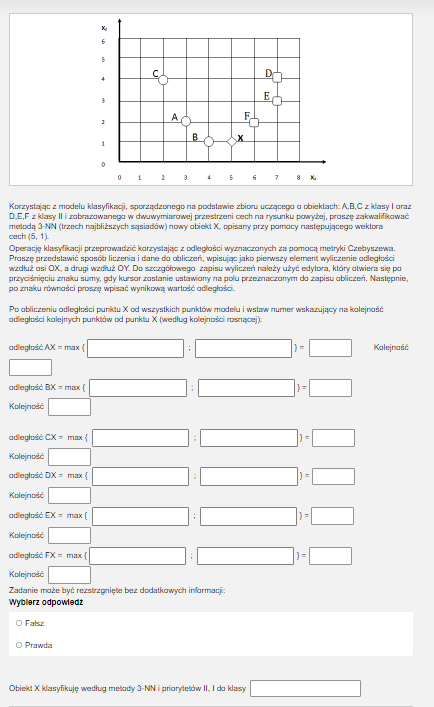 X₂
6
5
4
3
2
1
0
C
D
E
A
F
B
X
0 1 2 3 4 5 6 7 8 X₁
Korzystając z modelu klasyfikacji, sporządzonego na podstawie zbioru uczącego o obiektach: A,B,C z klasy I oraz
D,E,F z klasy II i zobrazowanego w dwuwymiarowej przestrzeni cech na rysunku powyżej, proszę zakwalifikować
metodą 3-NN (trzech najbliższych sąsiadów) nowy obiekt X, opisany przy pomocy następującego wektora
cech (5, 1).
Operację klasyfikacji przeprowadzić korzystając z odległości wyznaczonych za pomocą metryki Czebyszewa.
Proszę przedstawić sposób liczenia i dane do obliczeń, wpisując jako pierwszy element wyliczenie odległości
wzdłuż osi OX, a drugi wzdłuż OY. Do szczgółowego zapisu wyliczeń należy użyć edytora, który otwiera się po
przyciśnięciu znaku sumy, gdy kursor zostanie ustawiony na polu przeznaczonym do zapisu obliczeń. Następnie,
po znaku równości proszę wpisać wynikową wartość odległości.
Po obliczeniu odległości punktu X od wszystkich punktów modelu i wstaw numer wskazujący na kolejność
odległości kolejnych punktów od punktu X (według kolejności rosnącej):
odległość AX = max { ; } = Kolejność
odległość BX = max { ; } =
Kolejność
odległość CX = max { ; } =
Kolejność
odległość DX = max { ; } =
Kolejność
odległość EX = max { ; } =
Kolejność
odległość FX = max { ; } =
Kolejność
Zadanie może być rezstrzgnięte bez dodatkowych informacji:
Wybierz odpowiedź
Fałsz
Prawda
Obiekt X klasyfikuję według metody 3-NN i priorytetów II, I do klasy